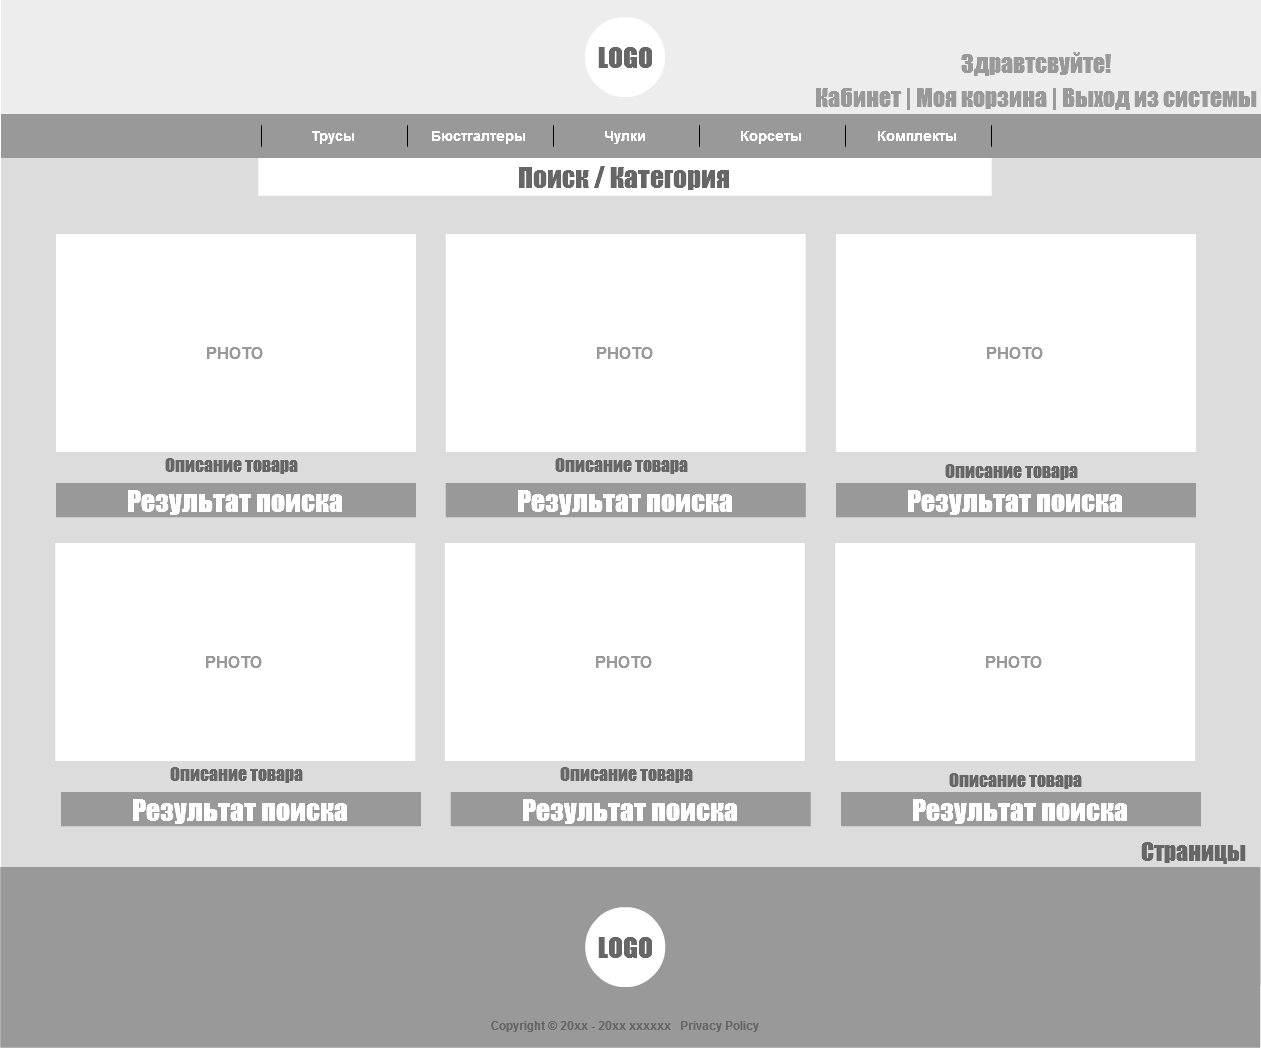 LOGO
Здравтсвуйте!
Кабинет | Моя корзина | Выход из системы
Трусы Бюстгалтеры Чулки Корсеты Комплекты
Поиск / Категория
PHOTO PHOTO PHOTO
Описание товара Описание товара Описание товара
Результат поиска Результат поиска Результат поиска
PHOTO PHOTO PHOTO
Описание товара Описание товара Описание товара
Результат поиска Результат поиска Результат поиска
Страницы
LOGO
Copyright © 20xx - 20xx xxxxxx Privacy Policy